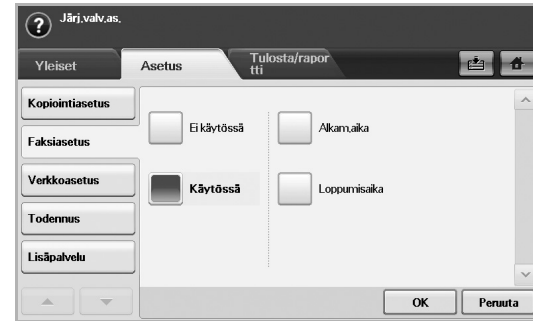 ? Järj.valv.as.
Yleiset
Asetus
Tulosta/rapor
tti
Kopiointiasetus
Faksiasetus
Verkkoasetus
Todennus
Lisäpalvelu
Ei käytössä
Alkam.aika
Käytössä
Loppumisaika
OK
Peruuta